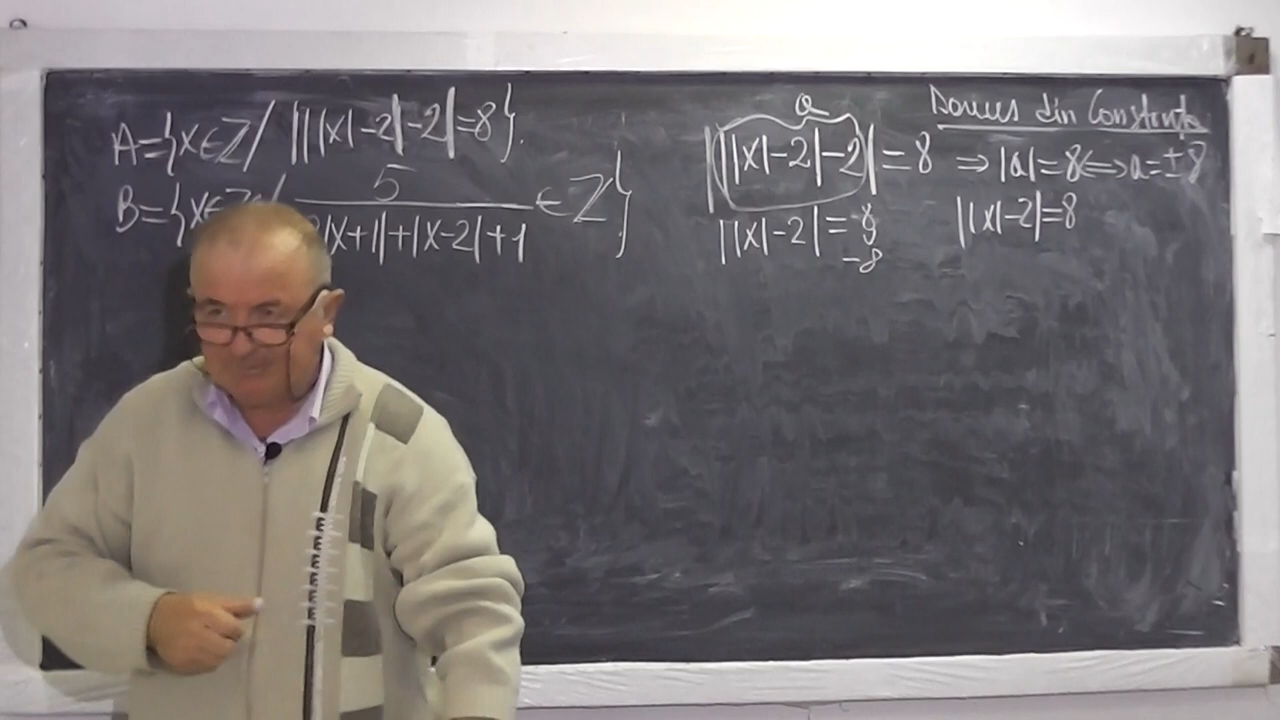 A={x∈Z/ |||x|-2|-2|=8}.
B={x∈Z/ 5/(2|x+1|+|x-2|+1) ∈Z}
a
|||x|-2|-2|=8 ⇒ |a|=8⇔a=±8
||x|-2|= 8
-8
||x|-2|=8
din Constanta